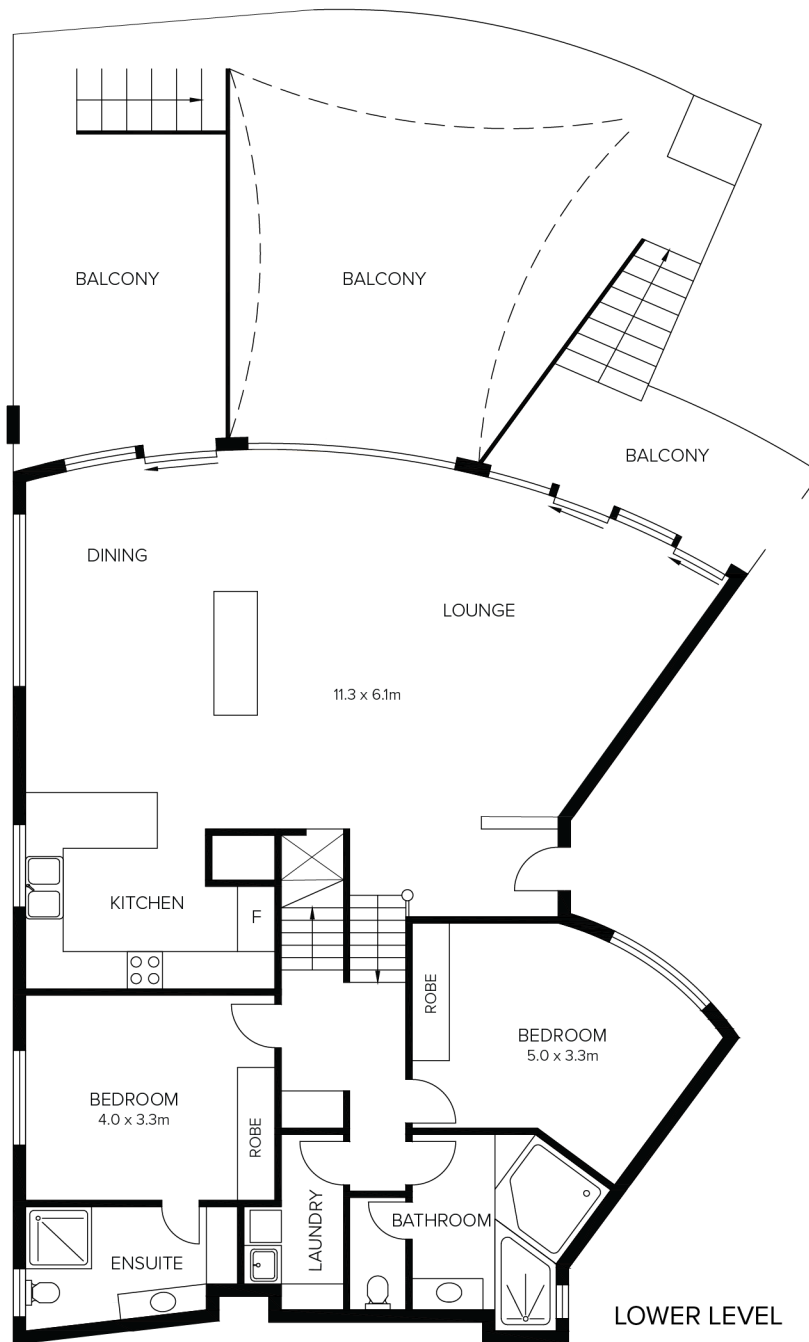 BALCONY
BALCONY
BALCONY
DINING
LOUNGE
11.3 x 6.1m
KITCHEN
F
ROBE
BEDROOM
5.0 x 3.3m
BEDROOM
4.0 x 3.3m
ROBE
LAUNDRY
BATHROOM
ENSUITE
LOWER LEVEL